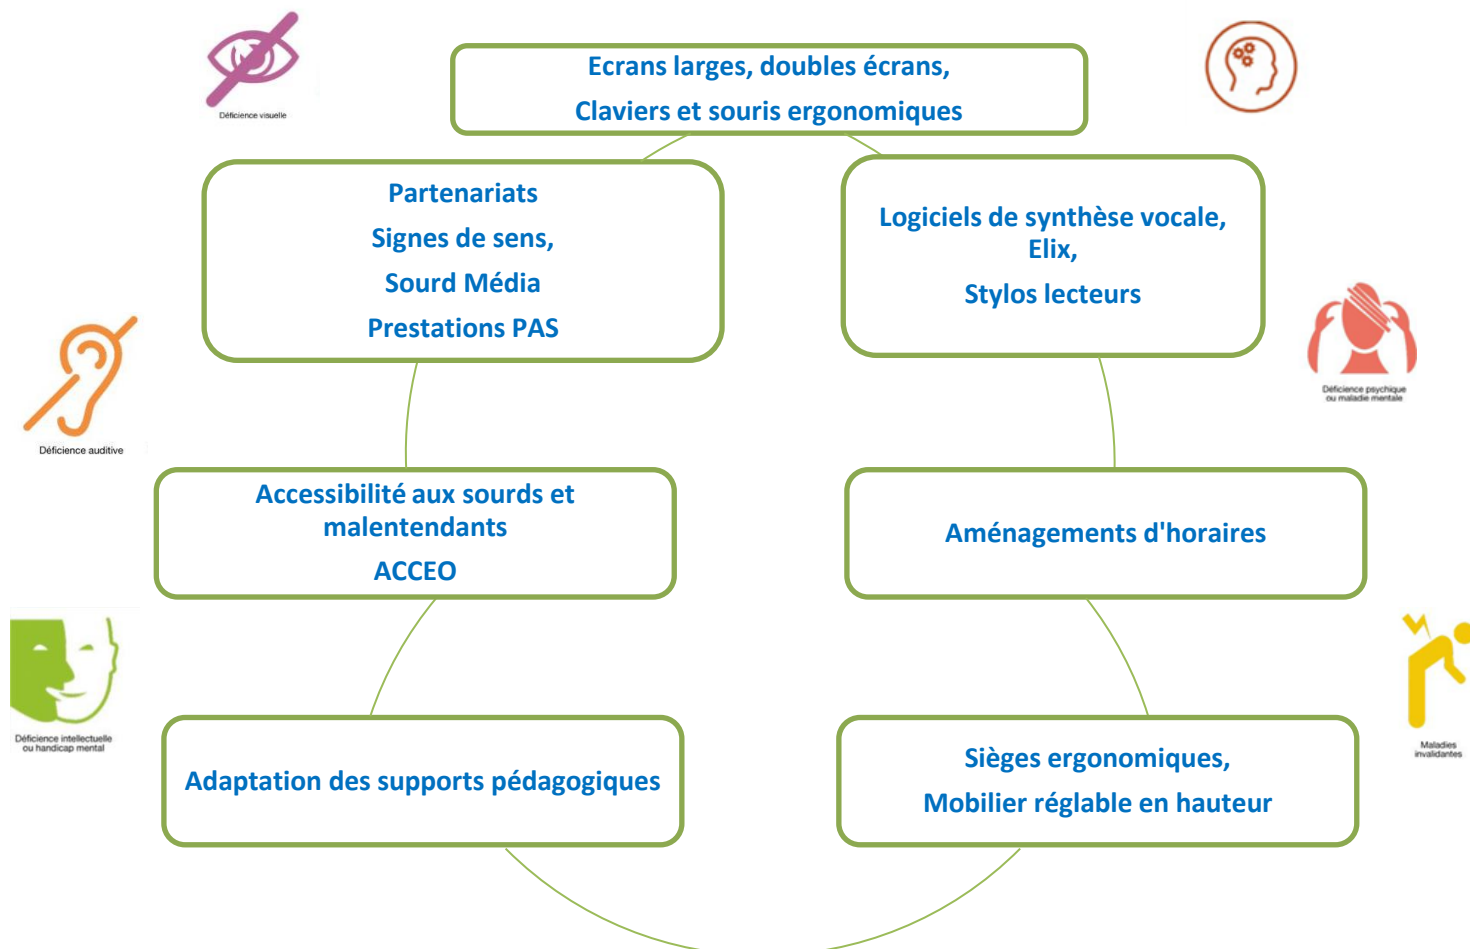 Déficience visuelle
Ecrans larges, doubles écrans,
Claviers et souris ergonomiques
Partenariats
Signes de sens,
Sourd Média
Prestations PAS
Logiciels de synthèse vocale,
Elix,
Stylos lecteurs
Déficience auditive
Déficience psychique
ou maladie mentale
Accessibilité aux sourds et
malentendants
ACCEO
Aménagements d'horaires
Déficience intellectuelle
ou handicap mental
Maladies
invalidantes
Adaptation des supports pédagogiques
Sièges ergonomiques,
Mobilier réglable en hauteur